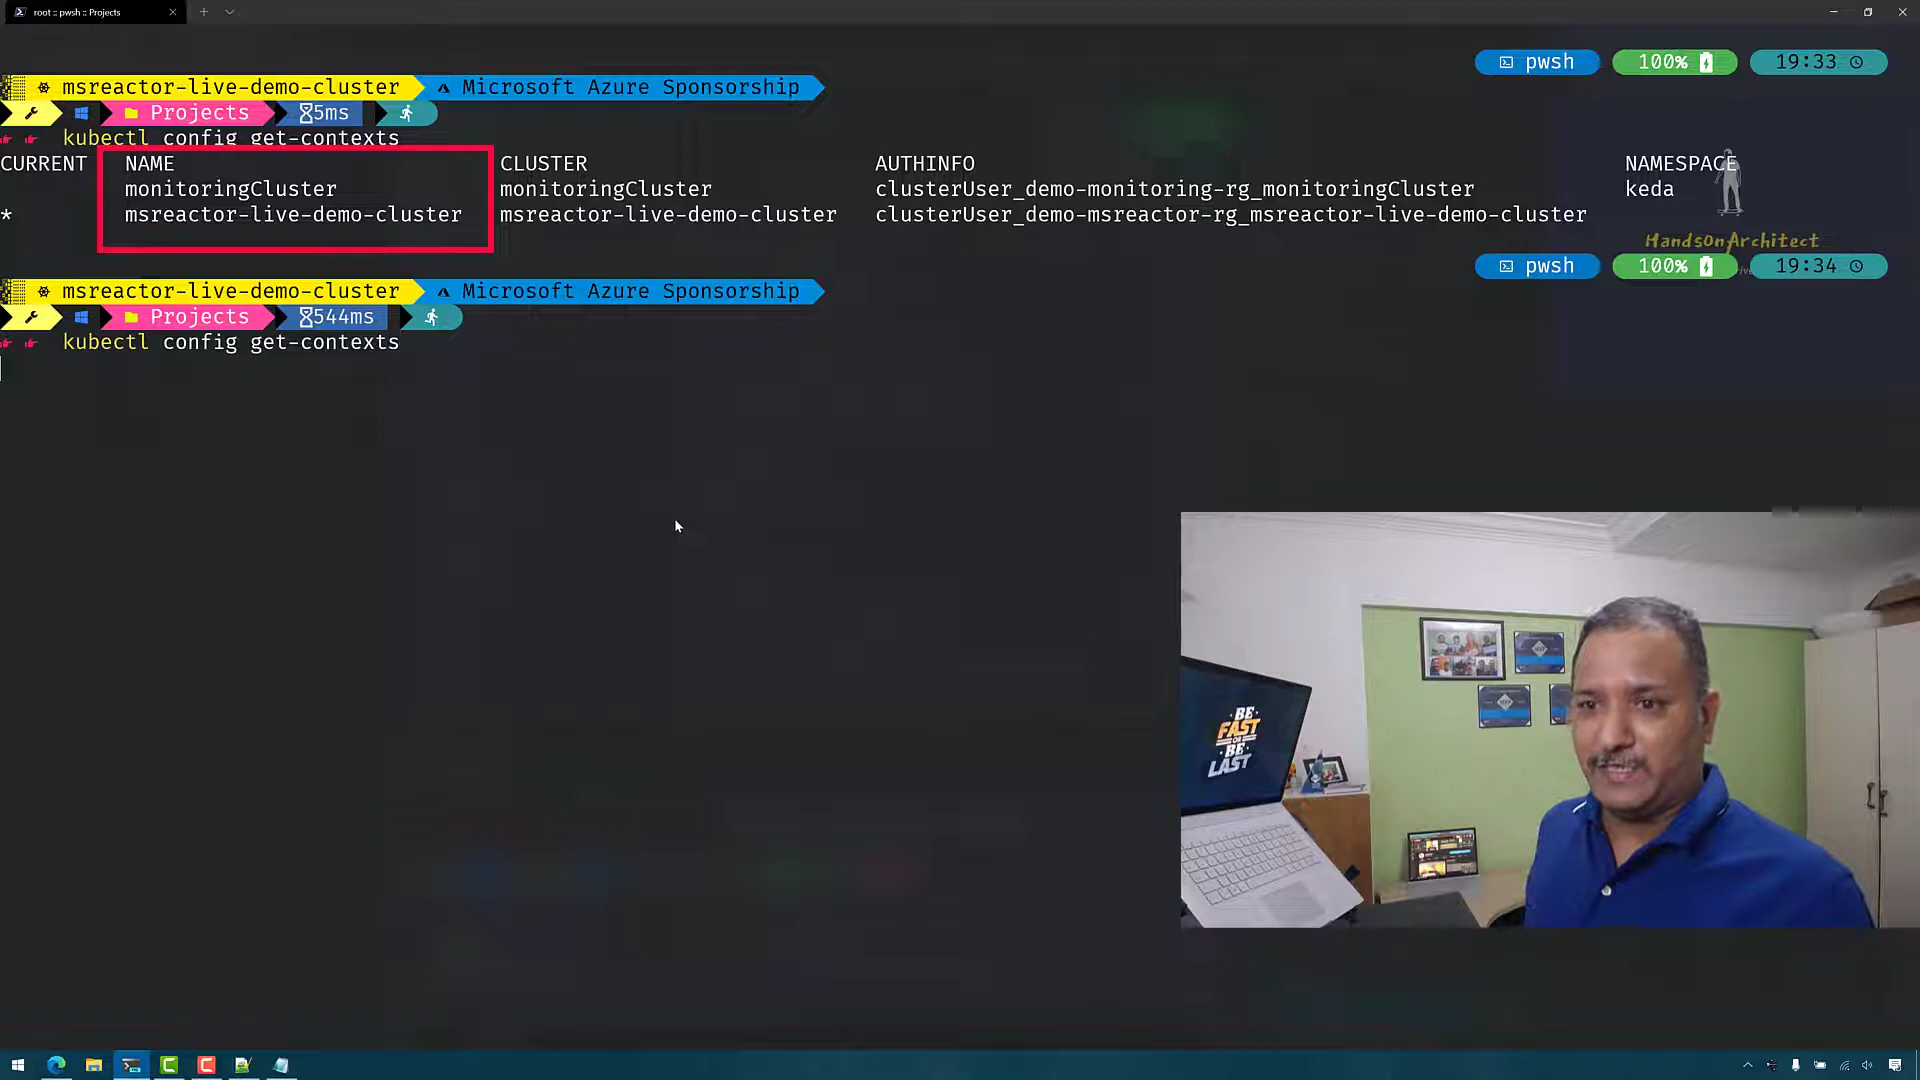 root :: pwsh :: Projects
pwsh 100% 19:33
msreactor-live-demo-cluster Microsoft Azure Sponsorship
Projects 5ms
kubectl config get-contexts
CURRENT NAME CLUSTER AUTHINFO NAMESPACE
monitoringCluster monitoringCluster clusterUser_demo-monitoring-rg_monitoringCluster keda
* msreactor-live-demo-cluster msreactor-live-demo-cluster clusterUser_demo-msreactor-rg_msreactor-live-demo-cluster
HandsOnArchitect
pwsh 100% 19:34
msreactor-live-demo-cluster Microsoft Azure Sponsorship
Projects 544ms
kubectl config get-contexts
BE
FAST
OR
BE
LAST